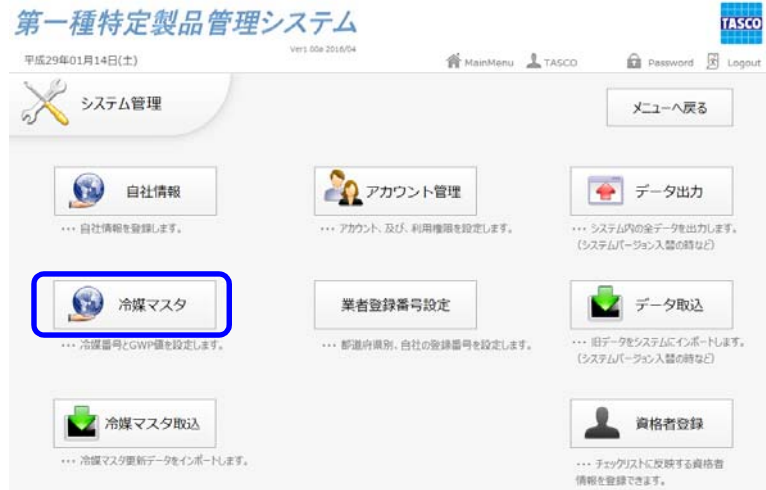 第一種特定製品管理システム
Ver1.00e 2016/04
TASCO
平成29年01月14日(土)
MainMenu TASCO Password Logout
システム管理
メニューへ戻る
自社情報
アカウント管理
データ出力
･･･ 自社情報を登録します。
･･･ アカウント、及び、利用権限を設定します。
･･･ システム内の全データを出力します。
(システムバージョン入替の時など)
冷媒マスタ
業者登録番号設定
データ取込
･･･ 冷媒番号とGWP値を設定します。
･･･ 都道府県別、自社の登録番号を設定します。
･･･ 旧データをシステムにインポートします。
(システムバージョン入替の時など)
冷媒マスタ取込
資格者登録
･･･ 冷媒マスタ更新データをインポートします。
･･･ チェックリストに反映する資格者
情報を登録できます。